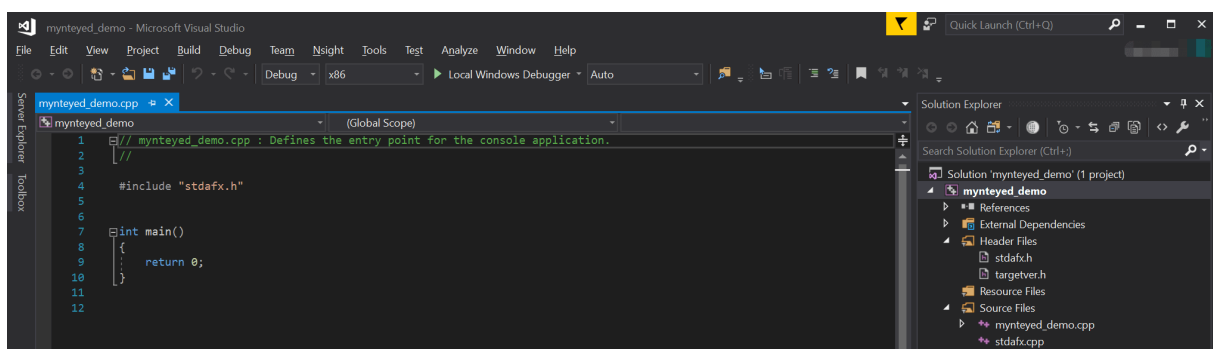 mynteyed_demo - Microsoft Visual Studio
Quick Launch (Ctrl+Q)
File Edit View Project Build Debug Team Nsight Tools Test Analyze Window Help
Debug x86 Local Windows Debugger Auto
Server Explorer
Toolbox
mynteyed_demo.cpp
mynteyed_demo (Global Scope)
1 // mynteyed_demo.cpp : Defines the entry point for the console application.
2 //
3
4 #include "stdafx.h"
5
6
7 int main()
8 {
9 return 0;
10 }
11
12
Solution Explorer
Search Solution Explorer (Ctrl+;)
Solution 'mynteyed_demo' (1 project)
mynteyed_demo
References
External Dependencies
Header Files
stdafx.h
targetver.h
Resource Files
Source Files
mynteyed_demo.cpp
stdafx.cpp